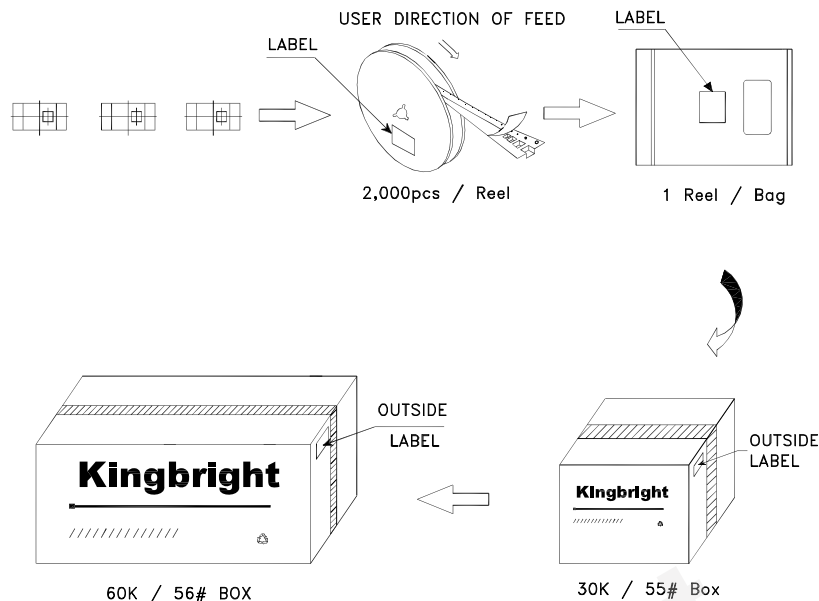 USER DIRECTION OF FEED
LABEL
LABEL
2,000pcs / Reel
1 Reel / Bag
OUTSIDE
LABEL
OUTSIDE
LABEL
Kingbright
Kingbright
60K / 56# BOX
30K / 55# Box